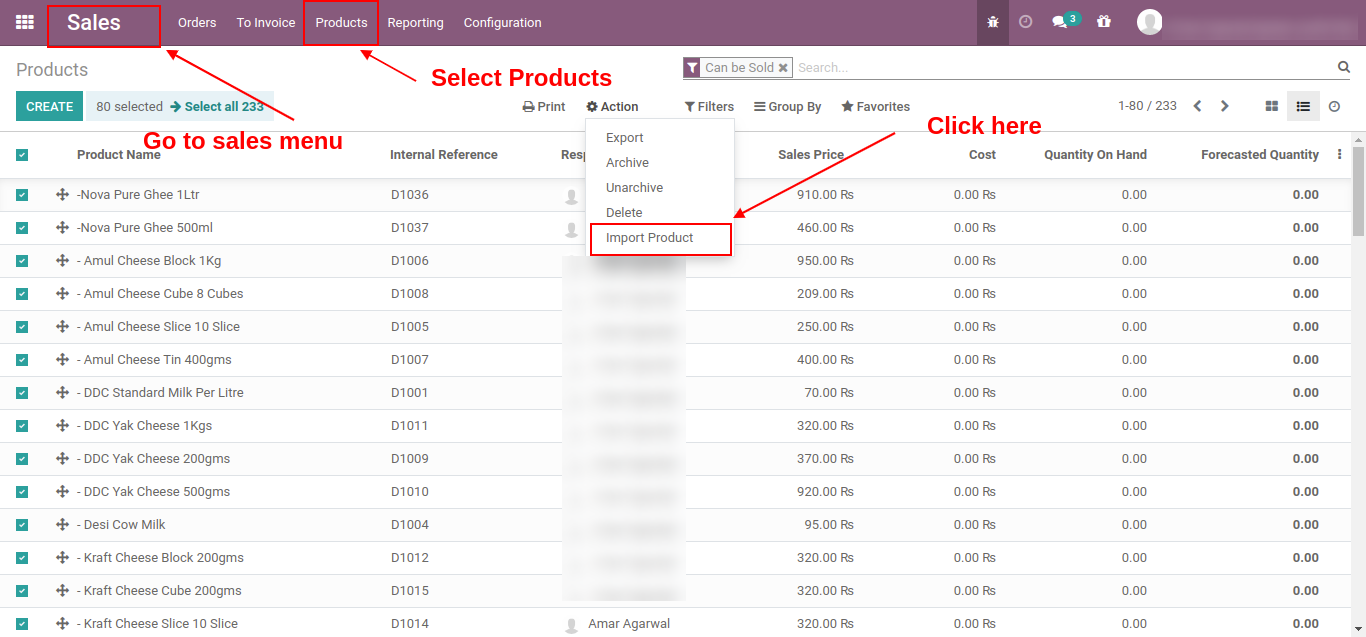 Sales Orders To Invoice Products Reporting Configuration 3
Products Can be Sold Search...
Select Products
CREATE 80 selected Select all 233 Print Action Filters Group By Favorites 1-80 / 233
Go to sales menu Click here
Export
Archive
Unarchive
Delete
Import Product
Product Name Internal Reference Resp Sales Price Cost Quantity On Hand Forecasted Quantity
-Nova Pure Ghee 1Ltr D1036 910.00 ₨ 0.00 ₨ 0.00 0.00
-Nova Pure Ghee 500ml D1037 460.00 ₨ 0.00 ₨ 0.00 0.00
- Amul Cheese Block 1Kg D1006 950.00 ₨ 0.00 ₨ 0.00 0.00
- Amul Cheese Cube 8 Cubes D1008 209.00 ₨ 0.00 ₨ 0.00 0.00
- Amul Cheese Slice 10 Slice D1005 250.00 ₨ 0.00 ₨ 0.00 0.00
- Amul Cheese Tin 400gms D1007 400.00 ₨ 0.00 ₨ 0.00 0.00
- DDC Standard Milk Per Litre D1001 70.00 ₨ 0.00 ₨ 0.00 0.00
- DDC Yak Cheese 1Kgs D1011 320.00 ₨ 0.00 ₨ 0.00 0.00
- DDC Yak Cheese 200gms D1009 370.00 ₨ 0.00 ₨ 0.00 0.00
- DDC Yak Cheese 500gms D1010 920.00 ₨ 0.00 ₨ 0.00 0.00
- Desi Cow Milk D1004 95.00 ₨ 0.00 ₨ 0.00 0.00
- Kraft Cheese Block 200gms D1012 320.00 ₨ 0.00 ₨ 0.00 0.00
- Kraft Cheese Cube 200gms D1015 320.00 ₨ 0.00 ₨ 0.00 0.00
- Kraft Cheese Slice 10 Slice D1014 Amar Agarwal 320.00 ₨ 0.00 ₨ 0.00 0.00